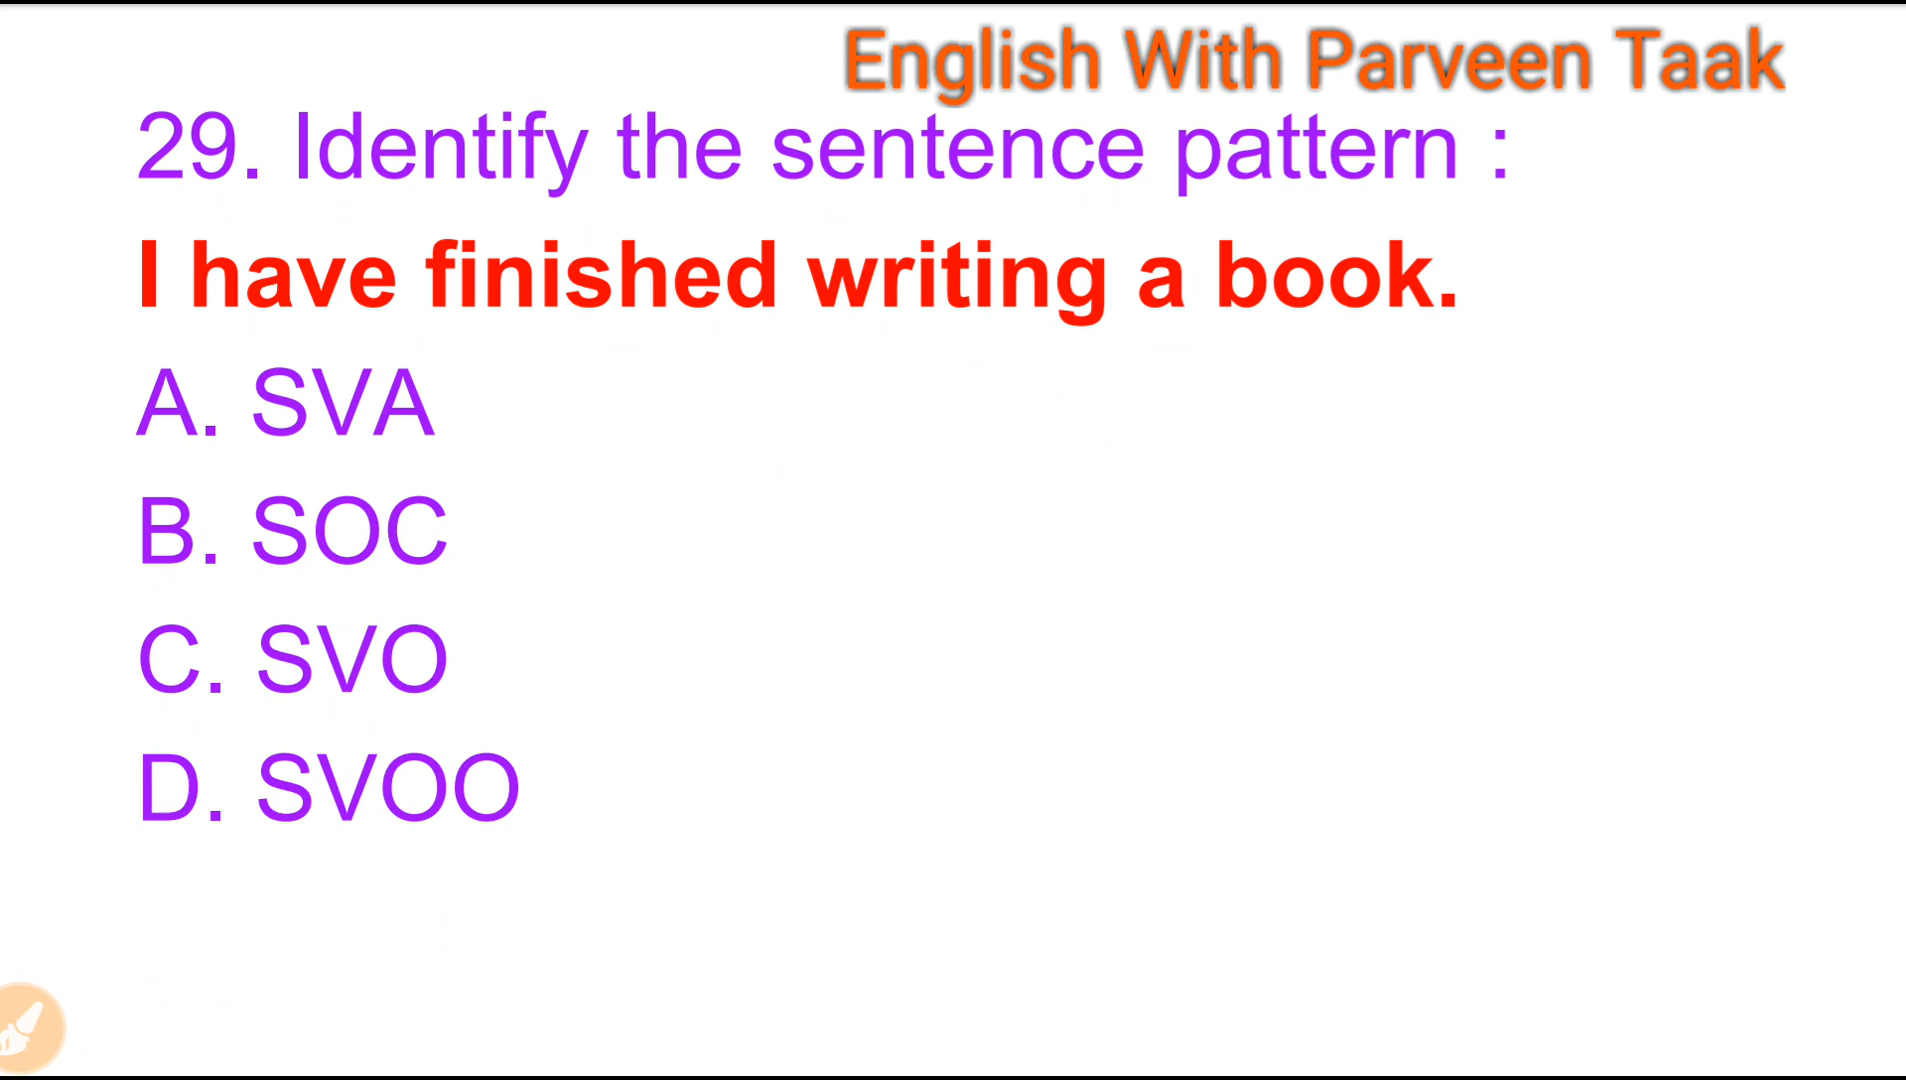 English With Parveen Taak
29. Identify the sentence pattern :
I have finished writing a book.
A. SVA
B. SOC
C. SVO
D. SVOO